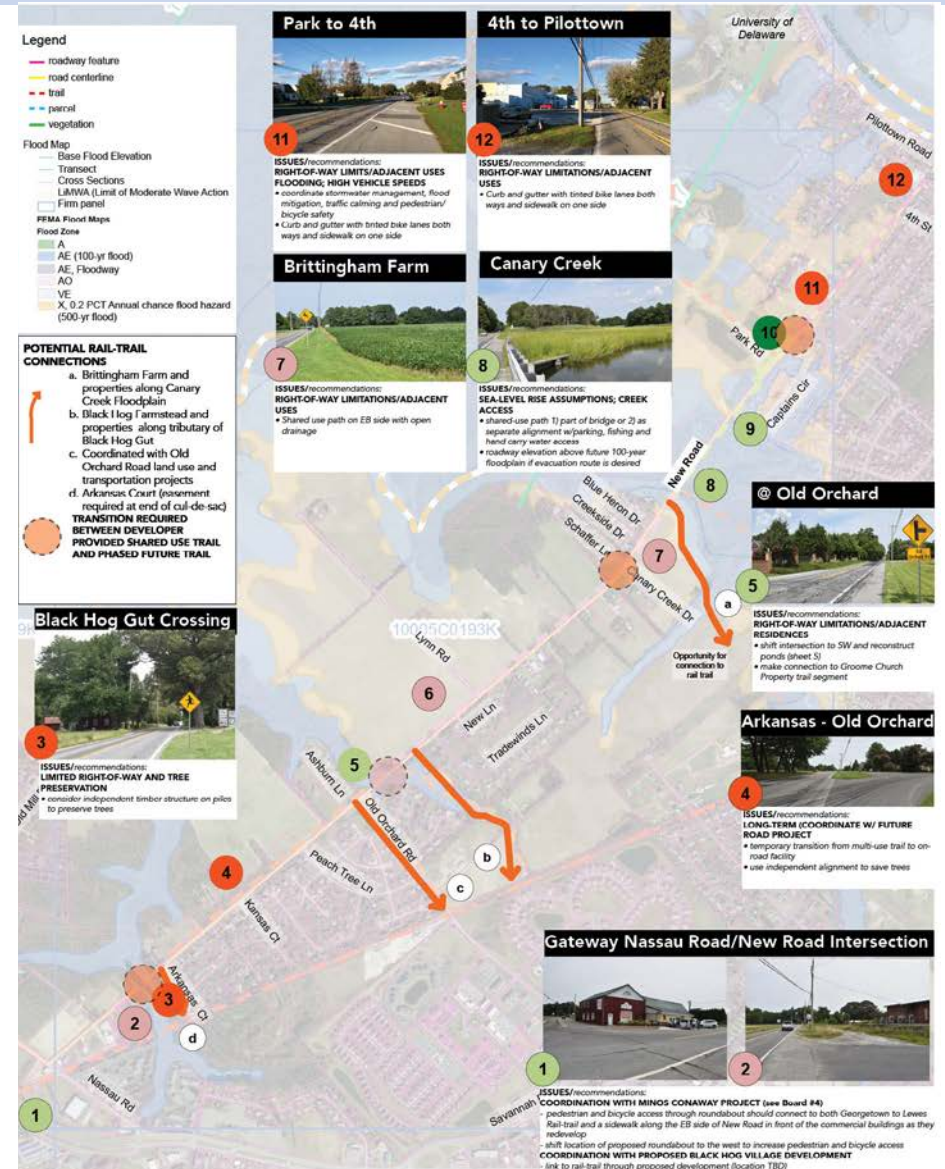 Legend
roadway feature
road centerline
trail
parcel
vegetation
Flood Map
Base Flood Elevation
Transect
Cross Sections
LiMWA (Limit of Moderate Wave Action
Firm panel
FEMA Flood Maps
Flood Zone
A
AE (100-yr flood)
AE, Floodway
AO
VE
X, 0.2 PCT Annual chance flood hazard
(500-yr flood)
POTENTIAL RAIL-TRAIL
CONNECTIONS
a. Brittingham Farm and
properties along Canary
Creek Floodplain
b. Black Hog Farmstead and
properties along tributary of
Black Hog Gut
c. Coordinated with Old
Orchard Road land use and
transportation projects
d. Arkansas Court (easement
required at end of cul-de-sac)
TRANSITION REQUIRED
BETWEEN DEVELOPER
PROVIDED SHARED USE TRAIL
AND PHASED FUTURE TRAIL
Park to 4th
11
ISSUES/recommendations:
RIGHT-OF-WAY LIMITS/ADJACENT USES
FLOODING; HIGH VEHICLE SPEEDS
• coordinate stormwater management, flood
mitigation, traffic calming and pedestrian/
bicycle safety
• Curb and gutter with tinted bike lanes both
ways and sidewalk on one side
4th to Pilottown
12
ISSUES/recommendations:
RIGHT-OF-WAY LIMITATIONS/ADJACENT
USES
• Curb and gutter with tinted bike lanes both
ways and sidewalk on one side
Brittingham Farm
7
ISSUES/recommendations:
RIGHT-OF-WAY LIMITATIONS/ADJACENT
USES
• Shared use path on EB side with open
drainage
Canary Creek
8
ISSUES/recommendations:
SEA-LEVEL RISE ASSUMPTIONS; CREEK
ACCESS
• shared-use path 1) part of bridge or 2) as
separate alignment w/parking, fishing and
hand carry water access
• roadway elevation above future 100-year
floodplain if evacuation route is desired
University of
Delaware
Pilottown Road
12
4th St
11
10
Park Rd
Captains Cir
9
New Road
8
Blue Heron Dr
Creekside Dr
Schaffer Ln
7
Canary Creek Dr
a
Opportunity for
connection to
rail trail
@ Old Orchard
5
ISSUES/recommendations:
RIGHT-OF-WAY LIMITATIONS/ADJACENT
RESIDENCES
• shift intersection to SW and reconstruct
ponds (sheet 5)
• make connection to Groome Church
Property trail segment
10005C0193K
Lynn Rd
6
New Ln
Tradewinds Ln
Black Hog Gut Crossing
3
ISSUES/recommendations:
LIMITED RIGHT-OF-WAY AND TREE
PRESERVATION
• consider independent timber structure on piles
to preserve trees
Ashburn Ln
5
Old Orchard Rd
b
c
Peach Tree Ln
4
Kansas Ct
Arkansas Ct
3
2
d
Nassau Rd
1
Savannah
Arkansas - Old Orchard
4
ISSUES/recommendations:
LONG-TERM (COORDINATE W/ FUTURE
ROAD PROJECT
• temporary transition from multi-use trail to on-
road facility
• use independent alignment to save trees
Gateway Nassau Road/New Road Intersection
1
2
ISSUES/recommendations:
COORDINATION WITH MINOS CONAWAY PROJECT (see Board #4)
- pedestrian and bicycle access through roundabout should connect to both Georgetown to Lewes
Rail-trail and a sidewalk along the EB side of New Road in front of the commercial buildings as they
redevelop
- shift location of proposed roundabout to the west to increase pedestrian and bicycle access
COORDINATION WITH PROPOSED BLACK HOG VILLAGE DEVELOPMENT
- link to rail-trail through proposed development (location TBD)